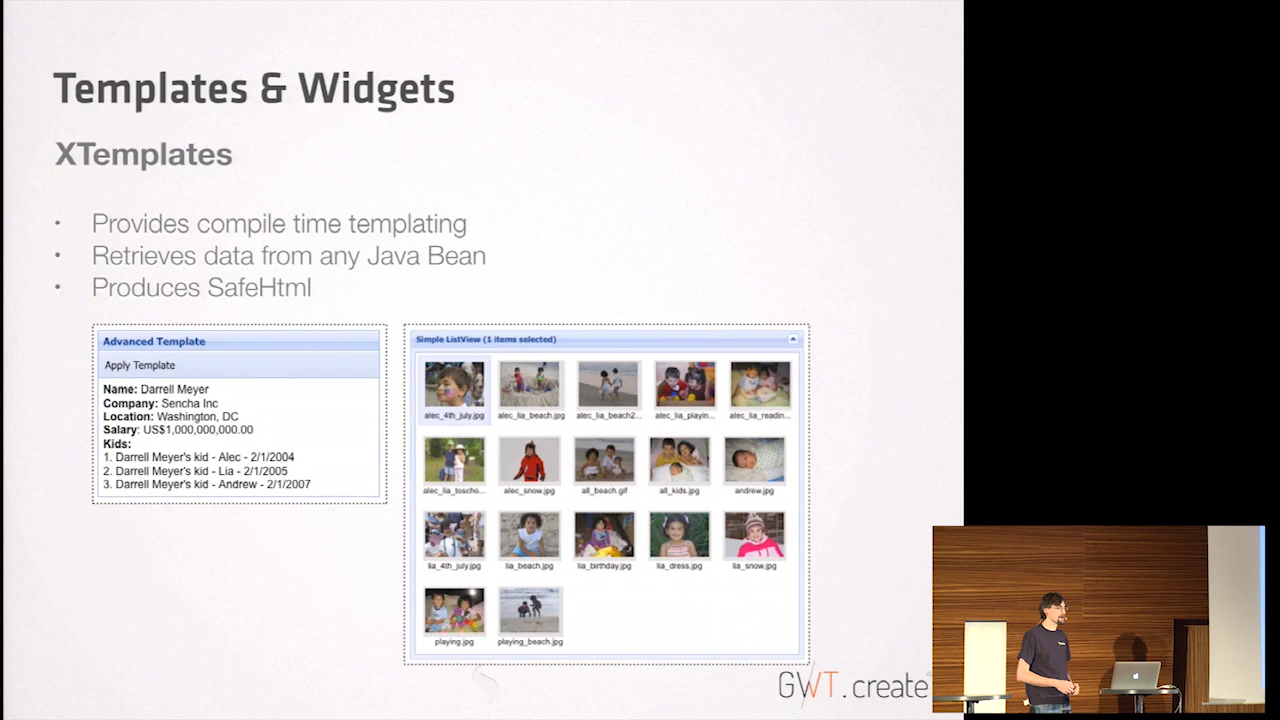 Templates & Widgets
XTemplates
• Provides compile time templating
• Retrieves data from any Java Bean
• Produces SafeHtml
Advanced Template
Apply Template
Name: Darrell Meyer
Company: Sencha Inc
Location: Washington, DC
Salary: US$1,000,000,000.00
Kids:
1. Darrell Meyer's kid - Alec - 2/1/2004
2. Darrell Meyer's kid - Lia - 2/1/2005
3. Darrell Meyer's kid - Andrew - 2/1/2007
Simple ListView (1 items selected)
alec_4th_july.jpg alec_lia_beach.jpg alec_lia_beach2... alec_lia_playin... alec_lia_readin...
alec_lia_toscho... alec_snow.jpg all_beach.gif all_kids.jpg andrew.jpg
lia_4th_july.jpg lia_beach.jpg lia_birthday.jpg lia_dress.jpg lia_snow.jpg
playing.jpg playing_beach.jpg
GWT.create